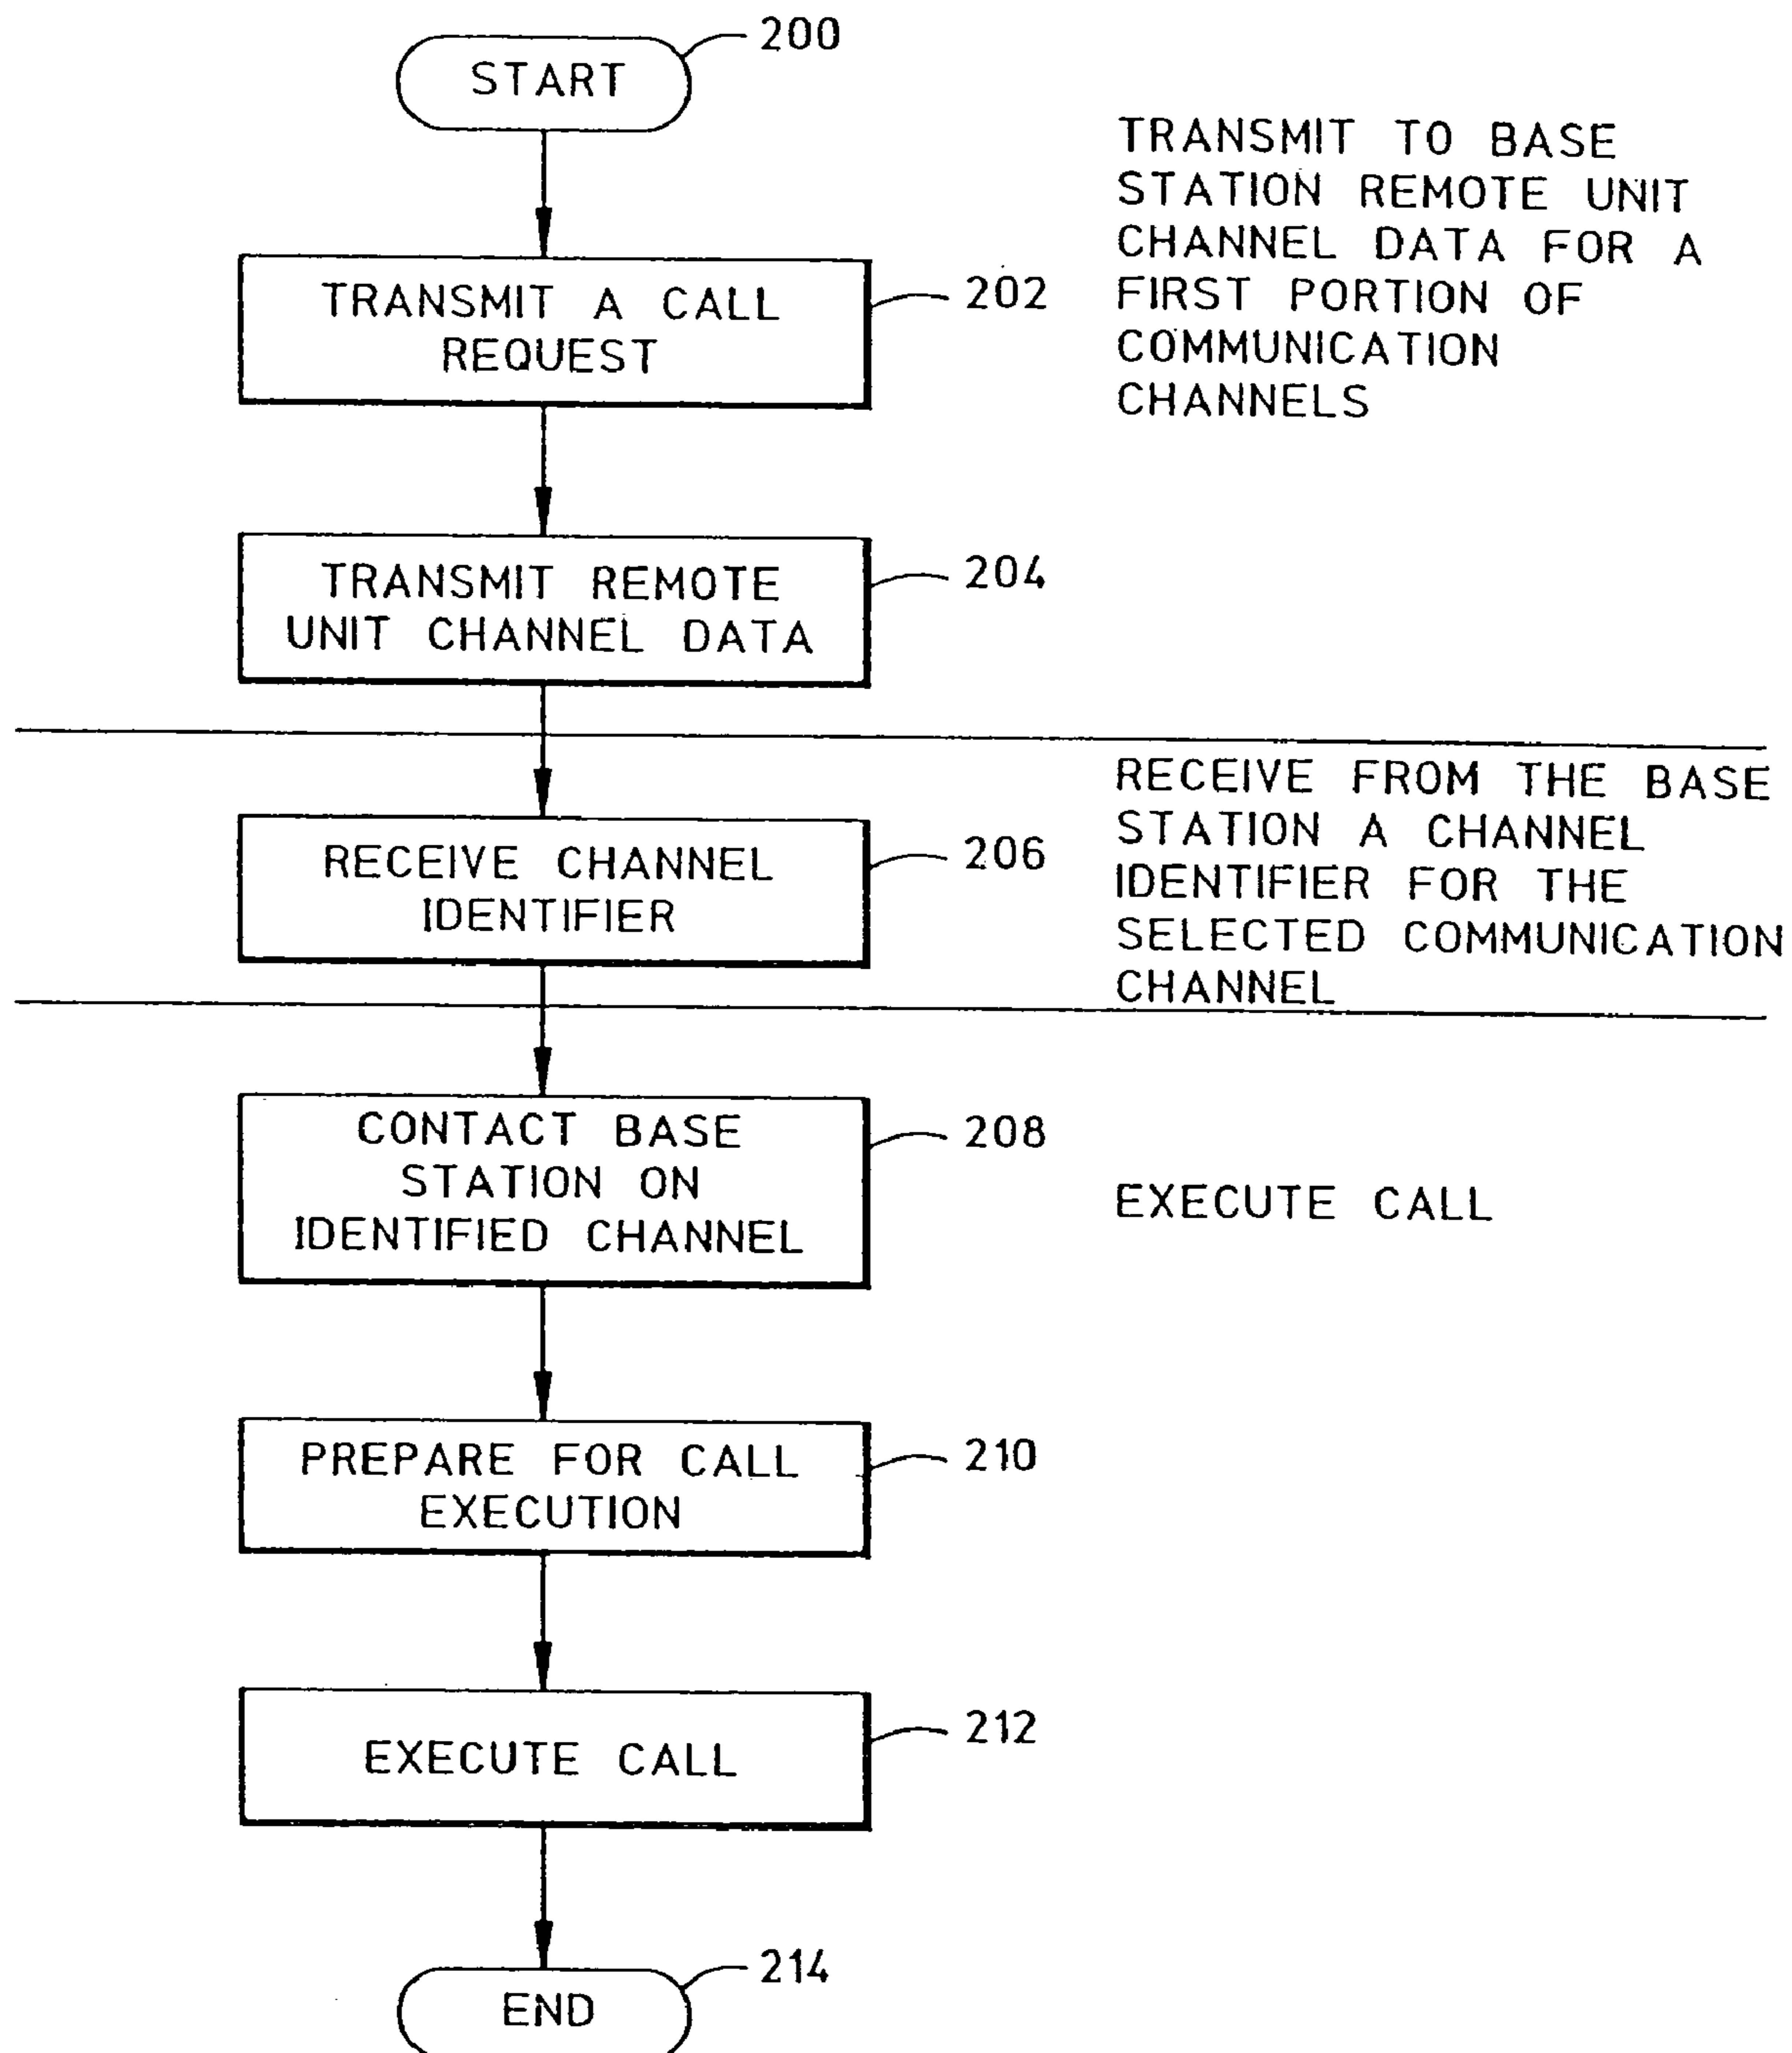 200
START
TRANSMIT TO BASE
STATION REMOTE UNIT
CHANNEL DATA FOR A
FIRST PORTION OF
COMMUNICATION
CHANNELS
TRANSMIT A CALL
REQUEST
202
TRANSMIT REMOTE
UNIT CHANNEL DATA
204
RECEIVE FROM THE BASE
STATION A CHANNEL
IDENTIFIER FOR THE
SELECTED COMMUNICATION
CHANNEL
RECEIVE CHANNEL
IDENTIFIER
206
CONTACT BASE
STATION ON
IDENTIFIED CHANNEL
208
EXECUTE CALL
PREPARE FOR CALL
EXECUTION
210
EXECUTE CALL
212
214
END